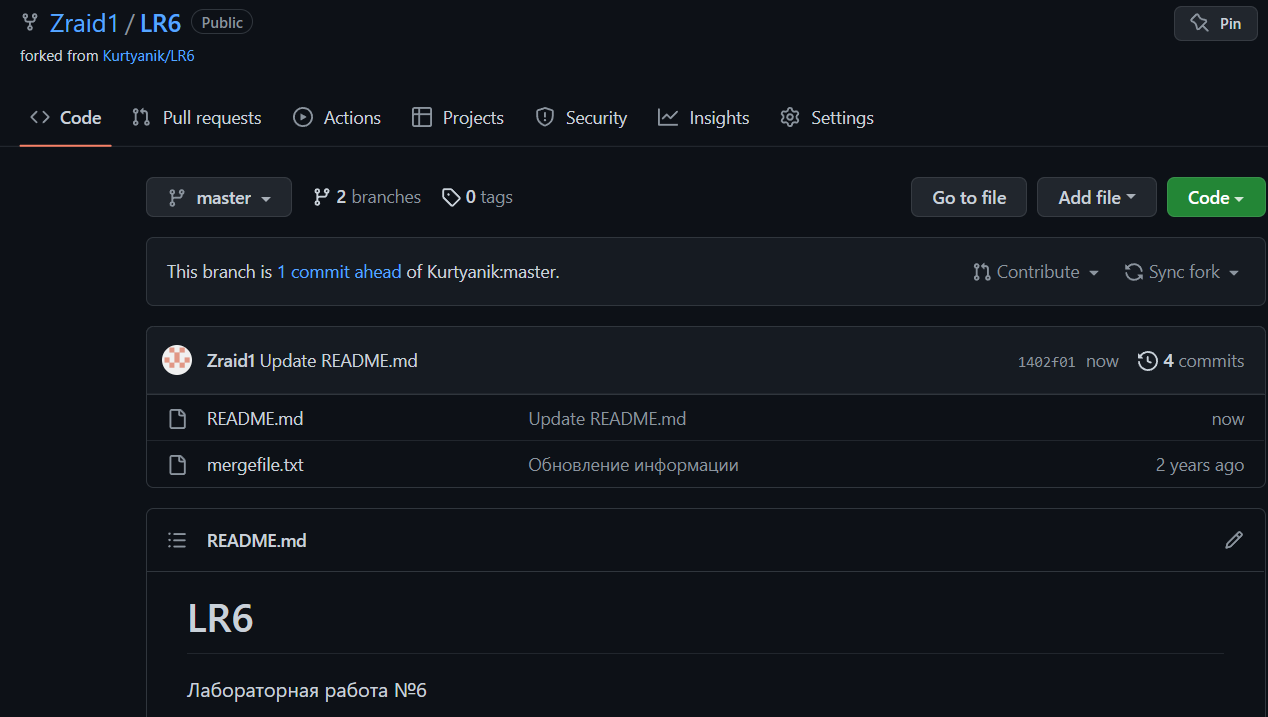 Zraid1 / LR6 Public Pin
forked from Kurtyanik/LR6
Code Pull requests Actions Projects Security Insights Settings
master 2 branches 0 tags Go to file Add file Code
This branch is 1 commit ahead of Kurtyanik:master. Contribute Sync fork
Zraid1 Update README.md 1402f01 now 4 commits
README.md Update README.md now
mergefile.txt Обновление информации 2 years ago
README.md
LR6
Лабораторная работа №6